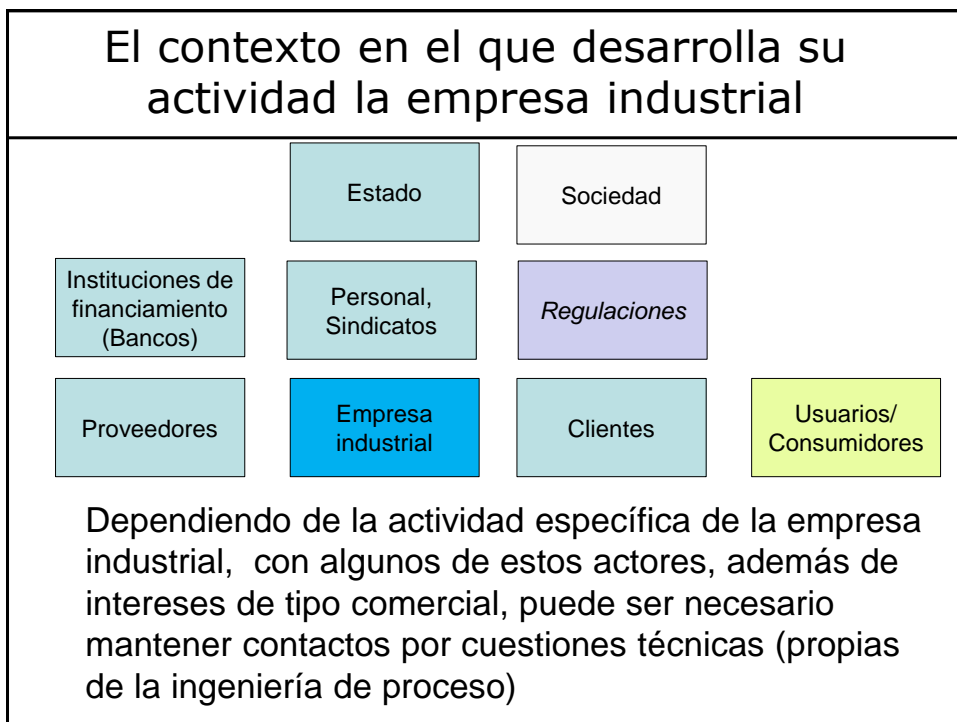 El contexto en el que desarrolla su
actividad la empresa industrial
Estado
Sociedad
Instituciones de
financiamiento
(Bancos)
Personal,
Sindicatos
Regulaciones
Proveedores
Empresa
industrial
Clientes
Usuarios/
Consumidores
Dependiendo de la actividad específica de la empresa
industrial,  con algunos de estos actores, además de
intereses de tipo comercial, puede ser necesario
mantener contactos por cuestiones técnicas (propias
de la ingeniería de proceso)